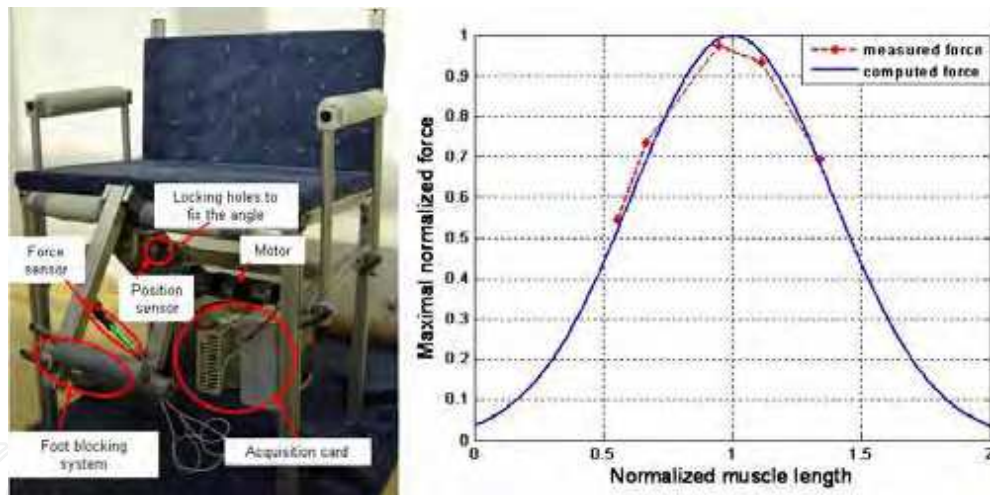 Locking holes to
fix the angle
Force
sensor
Motor
Position
sensor
Foot blocking
system
Acquisition card
measured force
computed force
Maximal normalized force
1
0.9
0.8
0.7
0.6
0.5
0.4
0.3
0.2
0.1
0
0
0.5
1
1.5
2
Normalized muscle length